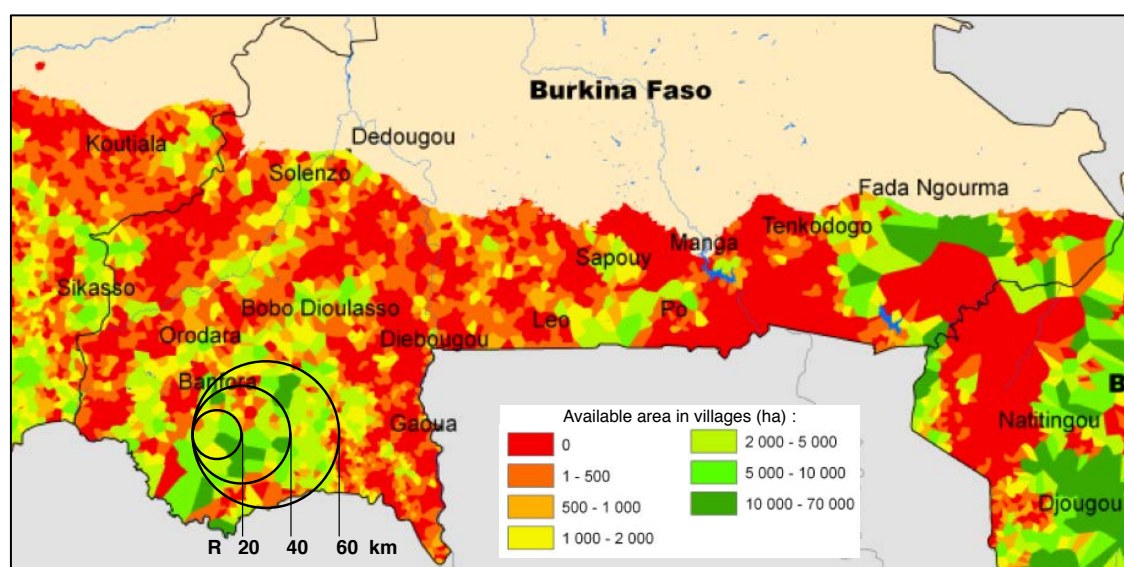 Burkina Faso
Dedougou
Koutiala
Solenzo
Fada Ngourma
Tenkodogo
Manga
Sapouy
Sikasso
Bobo Dioulasso
Po
Leo
Orodara
Diebougou
Banfora
B
Gaoua
Natitingou
Djougou
Available area in villages (ha) :
0
1 - 500
500 - 1 000
1 000 - 2 000
2 000 - 5 000
5 000 - 10 000
10 000 - 70 000
R 20 40 60 km